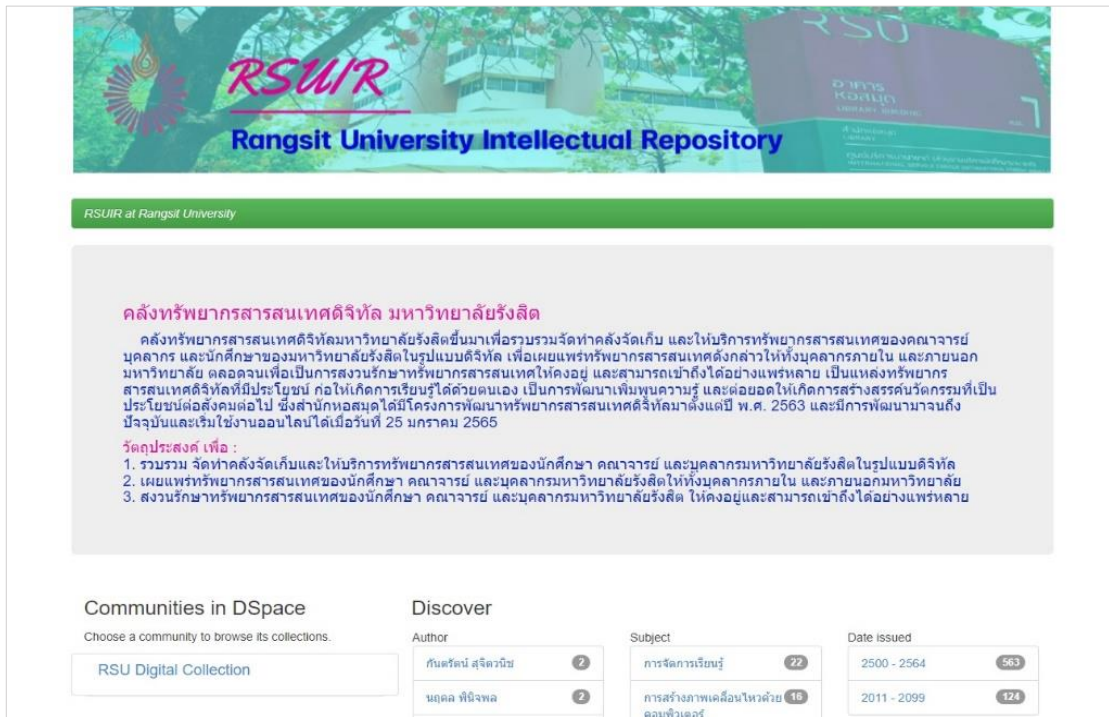 RSU
RSUIR
Rangsit University Intellectual Repository
อาคาร
หอสมุด
1
RSUIR at Rangsit University
คลังทรัพยากรสารสนเทศดิจิทัล มหาวิทยาลัยรังสิต
คลังทรัพยากรสารสนเทศดิจิทัลมหาวิทยาลัยรังสิตขึ้นมาเพื่อรวบรวมจัดทำคลังจัดเก็บ และให้บริการทรัพยากรสารสนเทศของคณาจารย์
บุคลากร และนักศึกษาของมหาวิทยาลัยรังสิตในรูปแบบดิจิทัล เพื่อเผยแพร่ทรัพยากรสารสนเทศดังกล่าวให้ทั้งบุคลากรภายใน และภายนอก
มหาวิทยาลัย ตลอดจนเพื่อเป็นการสงวนรักษาทรัพยากรสารสนเทศให้คงอยู่ และสามารถเข้าถึงได้อย่างแพร่หลาย เป็นแหล่งทรัพยากร
สารสนเทศดิจิทัลที่มีประโยชน์ ก่อให้เกิดการเรียนรู้ได้ด้วยตนเอง เป็นการพัฒนาเพิ่มพูนความรู้ และต่อยอดให้เกิดการสร้างสรรค์นวัตกรรมที่เป็น
ประโยชน์ต่อสังคมต่อไป ซึ่งสำนักหอสมุดได้มีโครงการพัฒนาทรัพยากรสารสนเทศดิจิทัลมาตั้งแต่ปี พ.ศ. 2563 และมีการพัฒนามาจนถึง
ปัจจุบันและเริ่มใช้งานออนไลน์ได้เมื่อวันที่ 25 มกราคม 2565
วัตถุประสงค์ เพื่อ :
1. รวบรวม จัดทำคลังจัดเก็บและให้บริการทรัพยากรสารสนเทศของนักศึกษา คณาจารย์ และบุคลากรมหาวิทยาลัยรังสิตในรูปแบบดิจิทัล
2. เผยแพร่ทรัพยากรสารสนเทศของนักศึกษา คณาจารย์ และบุคลากรมหาวิทยาลัยรังสิตให้ทั้งบุคลากรภายใน และภายนอกมหาวิทยาลัย
3. สงวนรักษาทรัพยากรสารสนเทศของนักศึกษา คณาจารย์ และบุคลากรมหาวิทยาลัยรังสิต ให้คงอยู่และสามารถเข้าถึงได้อย่างแพร่หลาย
Communities in DSpace
Choose a community to browse its collections.
RSU Digital Collection
Discover
Author
กันตรัตน์ สุจิตวนิช 2
นฤดล พินิจพล 2
Subject
การจัดการเรียนรู้ 22
การสร้างภาพเคลื่อนไหวด้วย 16
คอมพิวเตอร์
Date issued
2500 - 2564 563
2011 - 2099 124